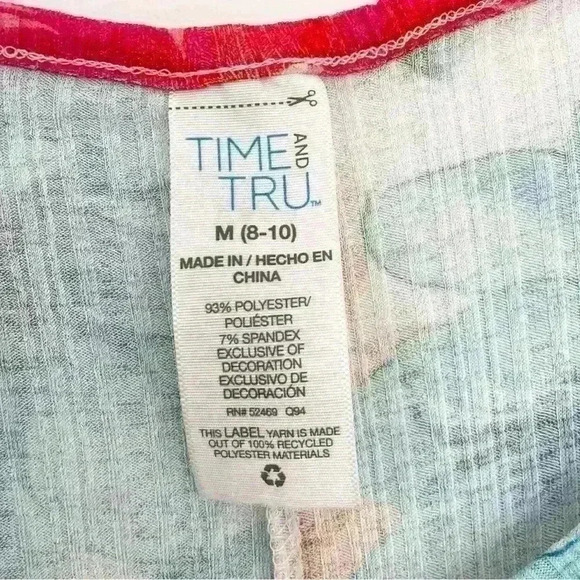 TIME AND
TRU™
M (8-10)
MADE IN / HECHO EN
CHINA
93% POLYESTER/
POLIÉSTER
7% SPANDEX
EXCLUSIVE OF
DECORATION
EXCLUSIVO DE
DECORACIÓN
RN# 52469 Q94
THIS LABEL YARN IS MADE
OUT OF 100% RECYCLED
POLYESTER MATERIALS